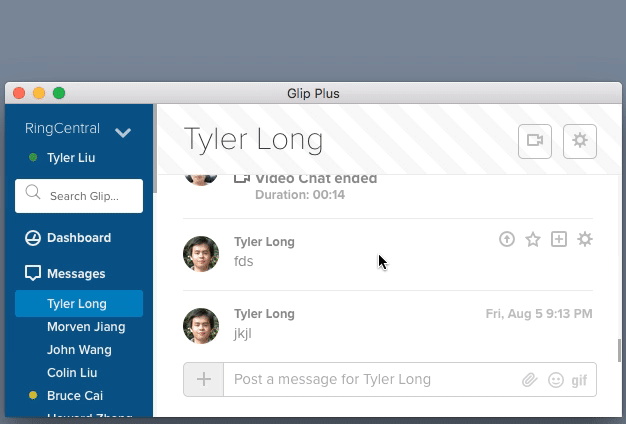 Glip Plus
RingCentral
Tyler Liu
Search Glip...
Dashboard
Messages
Tyler Long
Morven Jiang
John Wang
Colin Liu
Bruce Cai
Howard Zhang
Tyler Long
Video Chat ended
Duration: 00:14
Tyler Long
fds
Tyler Long
Fri, Aug 5 9:13 PM
jkjl
Post a message for Tyler Long
gif